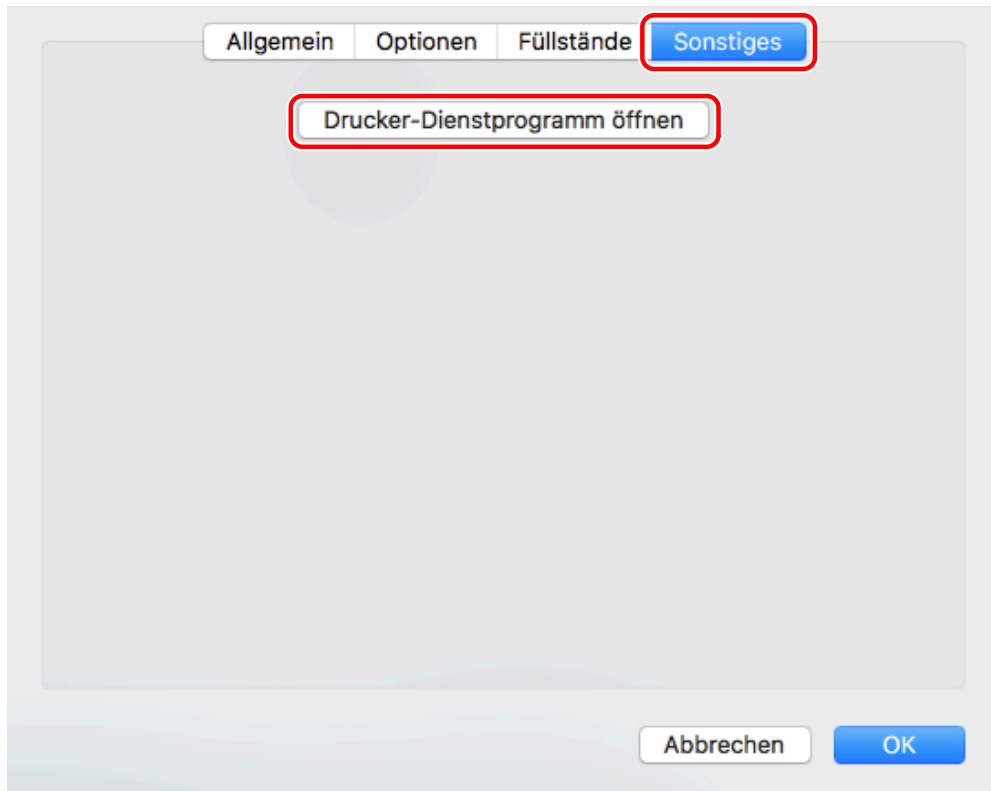 Allgemein Optionen Füllstände Sonstiges
Drucker-Dienstprogramm öffnen
Abbrechen OK